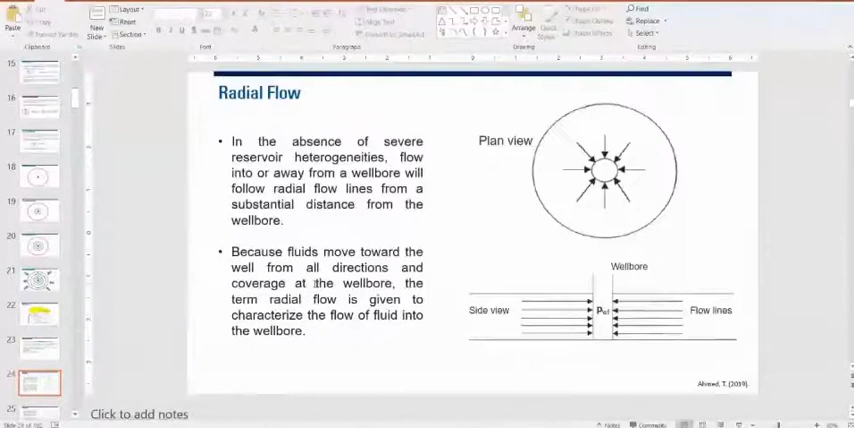 Layout
Reset
Section
Paste
New
Slide
Arrange
Quick
Styles
Find
Replace
Select
Clipboard
Slides
Font
Paragraph
Drawing
Editing
15
16
17
18
19
20
21
22
23
24
25
Radial Flow
• In the absence of severe
reservoir heterogeneities, flow
into or away from a wellbore will
follow radial flow lines from a
substantial distance from the
wellbore.
• Because fluids move toward the
well from all directions and
coverage at the wellbore, the
term radial flow is given to
characterize the flow of fluid into
the wellbore.
Plan view
Wellbore
Side view
Flow lines
Ahmed, T. (2019).
Click to add notes
Notes
Comments